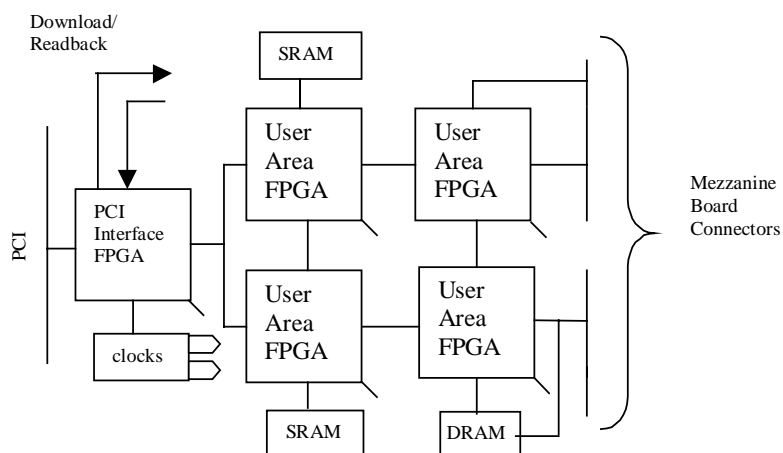 Download/
Readback
SRAM
User
Area
FPGA
User
Area
FPGA
Mezzanine
Board
Connectors
PCI
PCI
Interface
FPGA
User
Area
FPGA
User
Area
FPGA
clocks
SRAM
DRAM